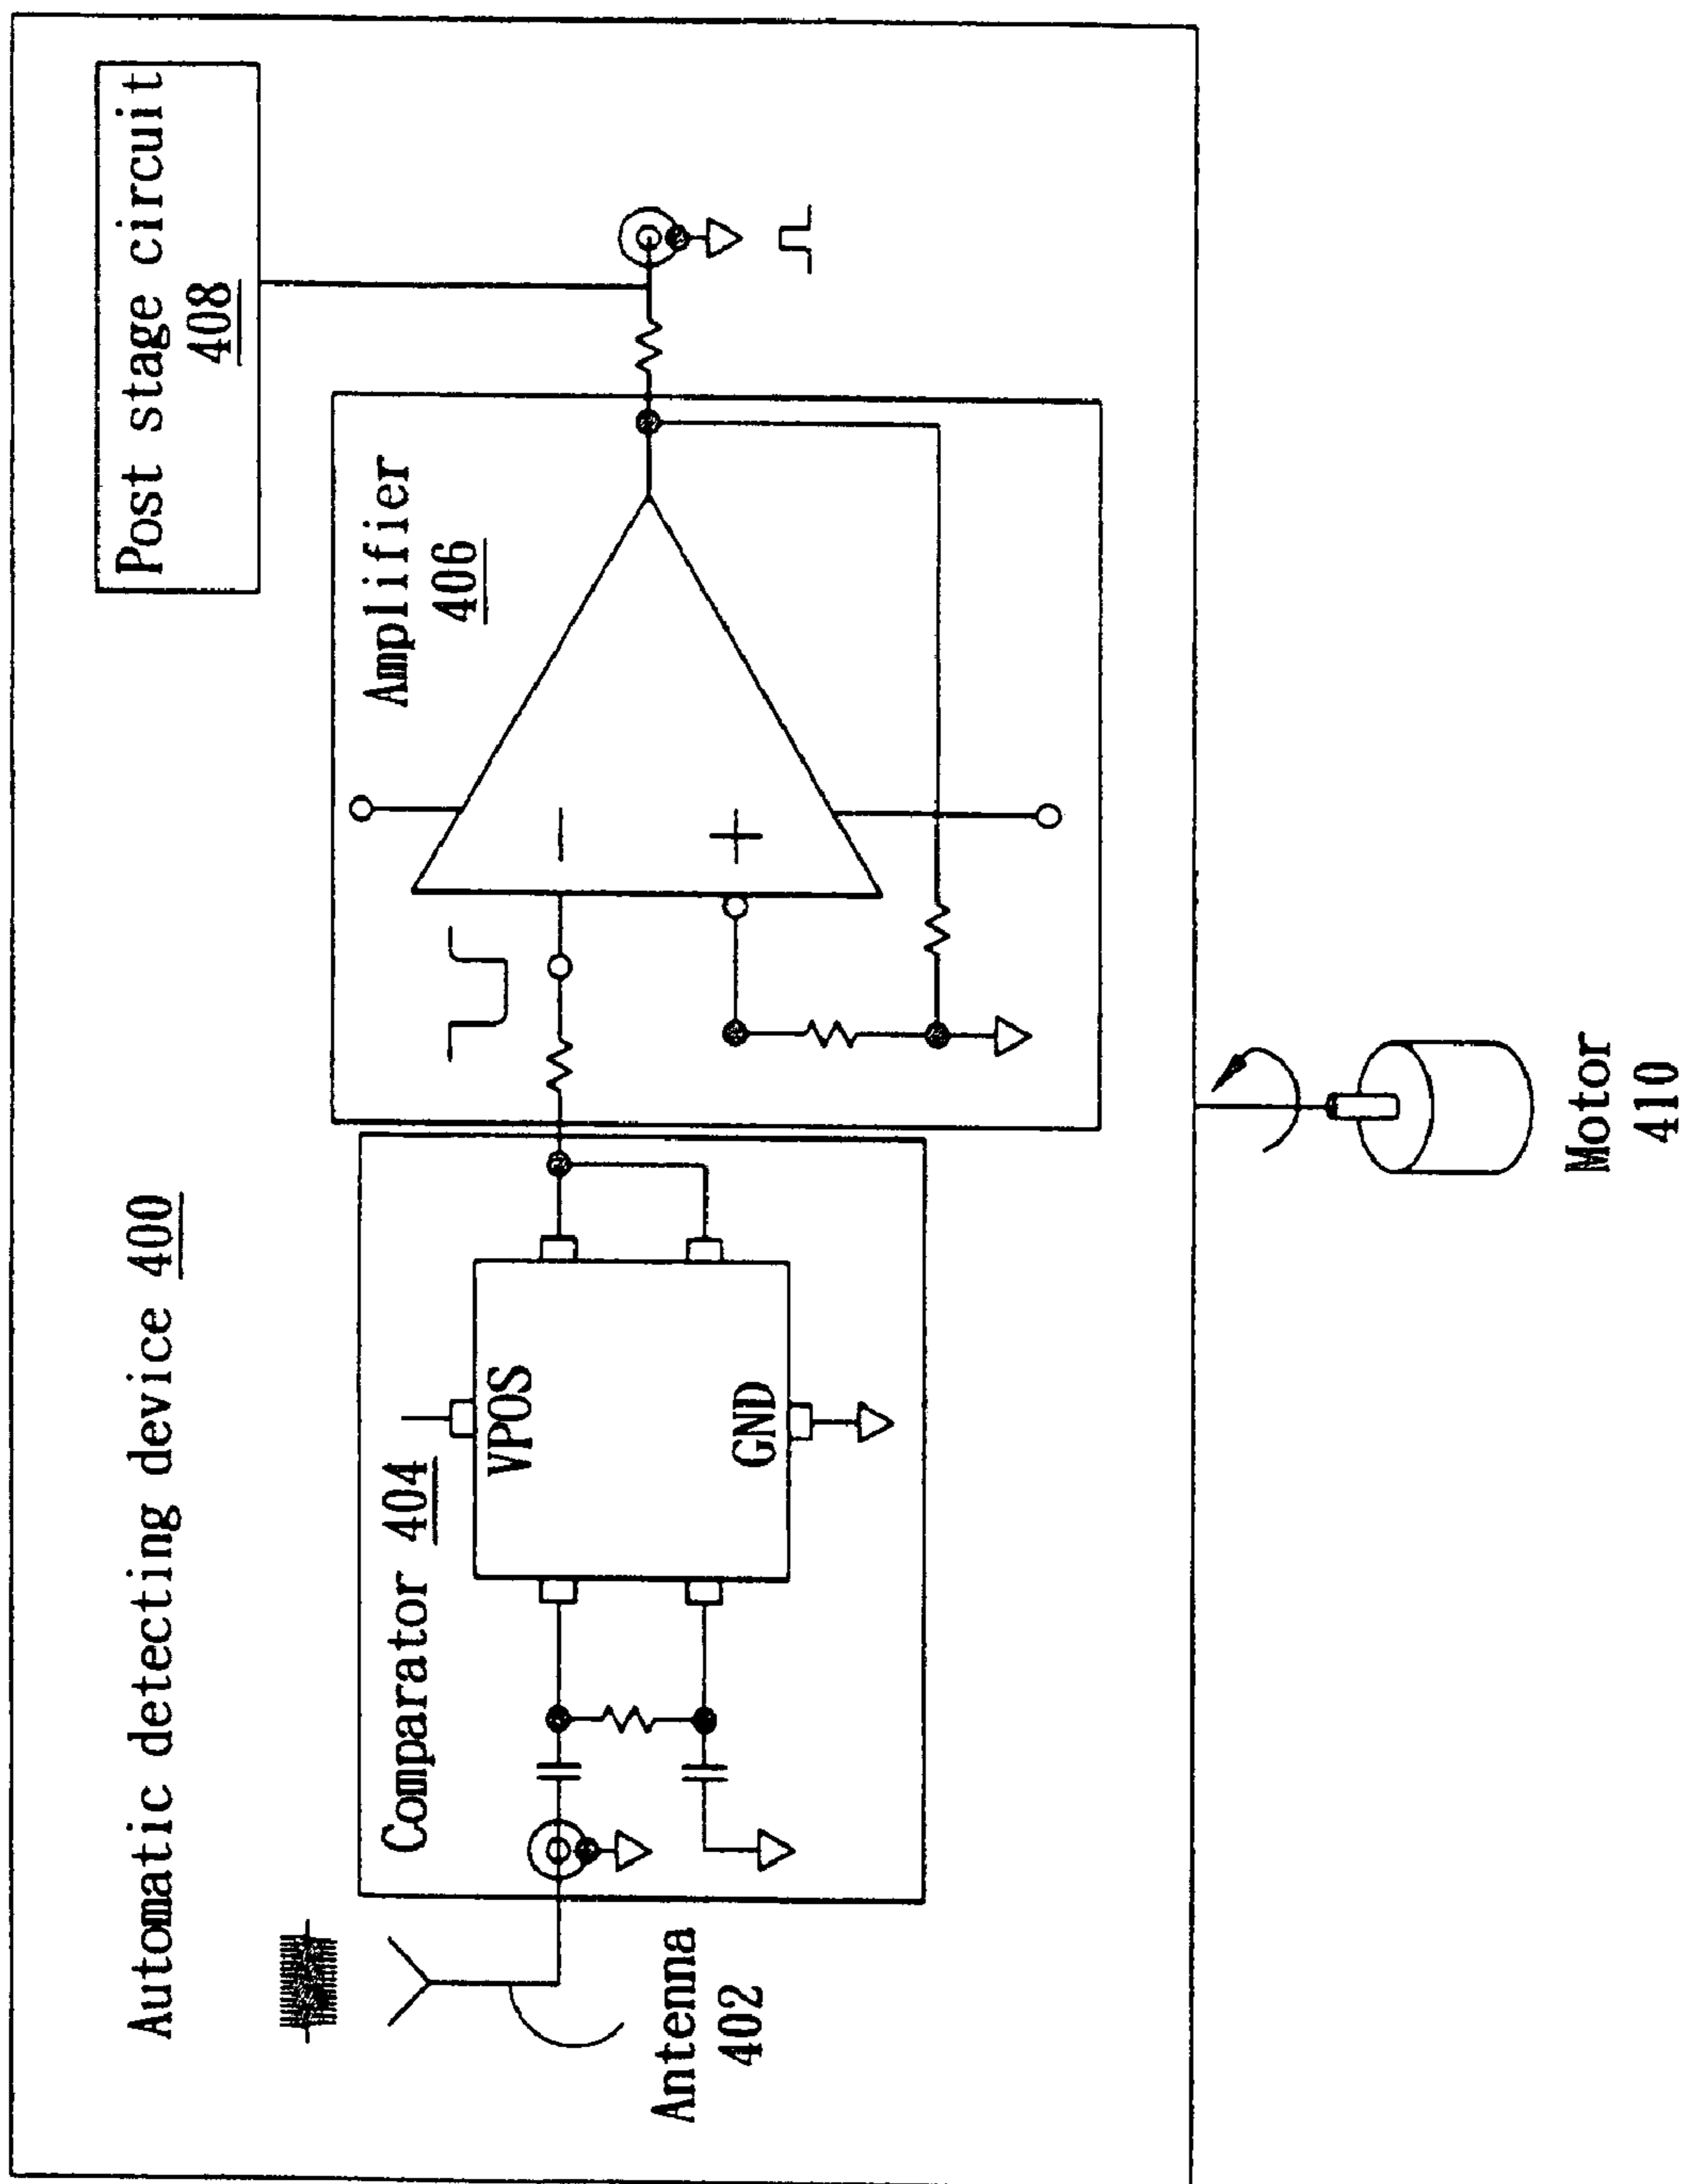 Automatic detecting device 400
Post stage circuit
408
Comparator 404
VPOS
GND
Amplifier
406
−
+
Antenna
402
Motor
410